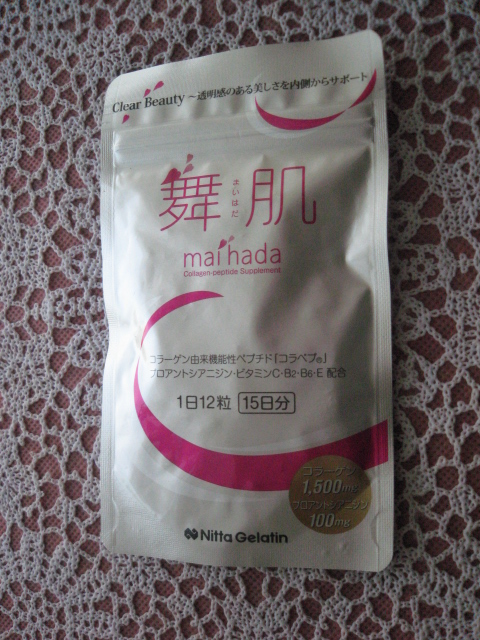 Clear Beauty ~透明感のある美しさを内側からサポート
舞肌
まいはだ
mai hada
Collagen-peptide Supplement
コラーゲン由来機能性ペプチド「コラペプ®」
プロアントシアニジン・ビタミンC・B2・B6・E 配合
1日12粒 15日分
コラーゲン
1,500mg
プロアントシアニジン
100mg
Nitta Gelatin